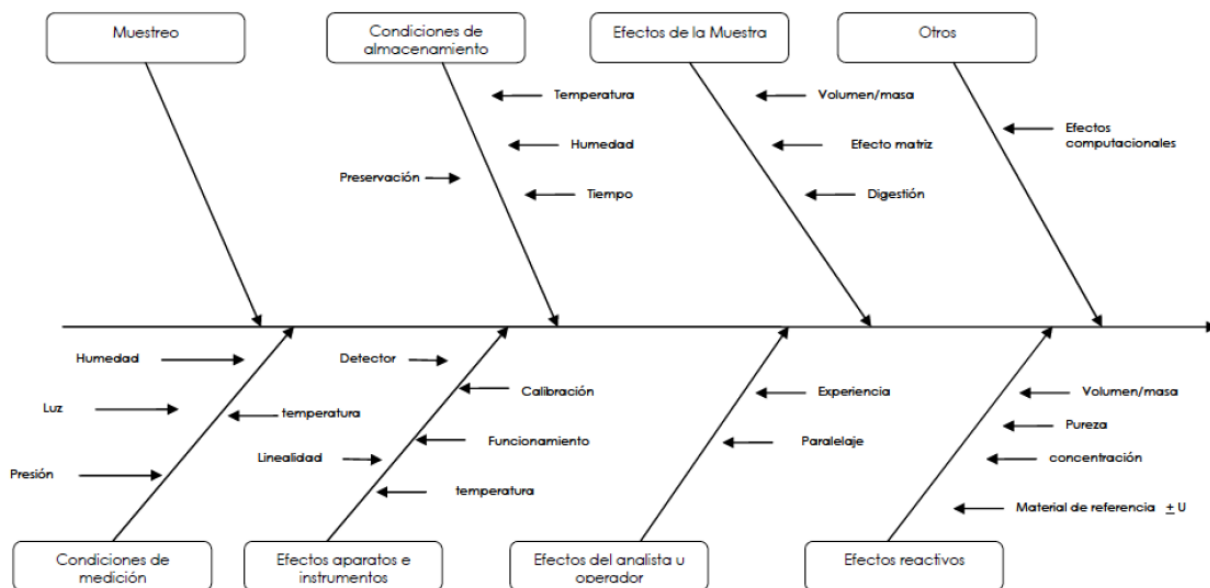 Muestreo
Condiciones de
almacenamiento
Efectos de la Muestra
Otros
Temperatura
Humedad
Preservación
Tiempo
Volumen/masa
Efecto matriz
Digestión
Efectos
computacionales
Humedad
Luz
temperatura
Presión
Detector
Calibración
Funcionamiento
Linealidad
temperatura
Experiencia
Paralelaje
Volumen/masa
Pureza
concentración
Material de referencia ± U
Condiciones de
medición
Efectos aparatos e
instrumentos
Efectos del analista u
operador
Efectos reactivos